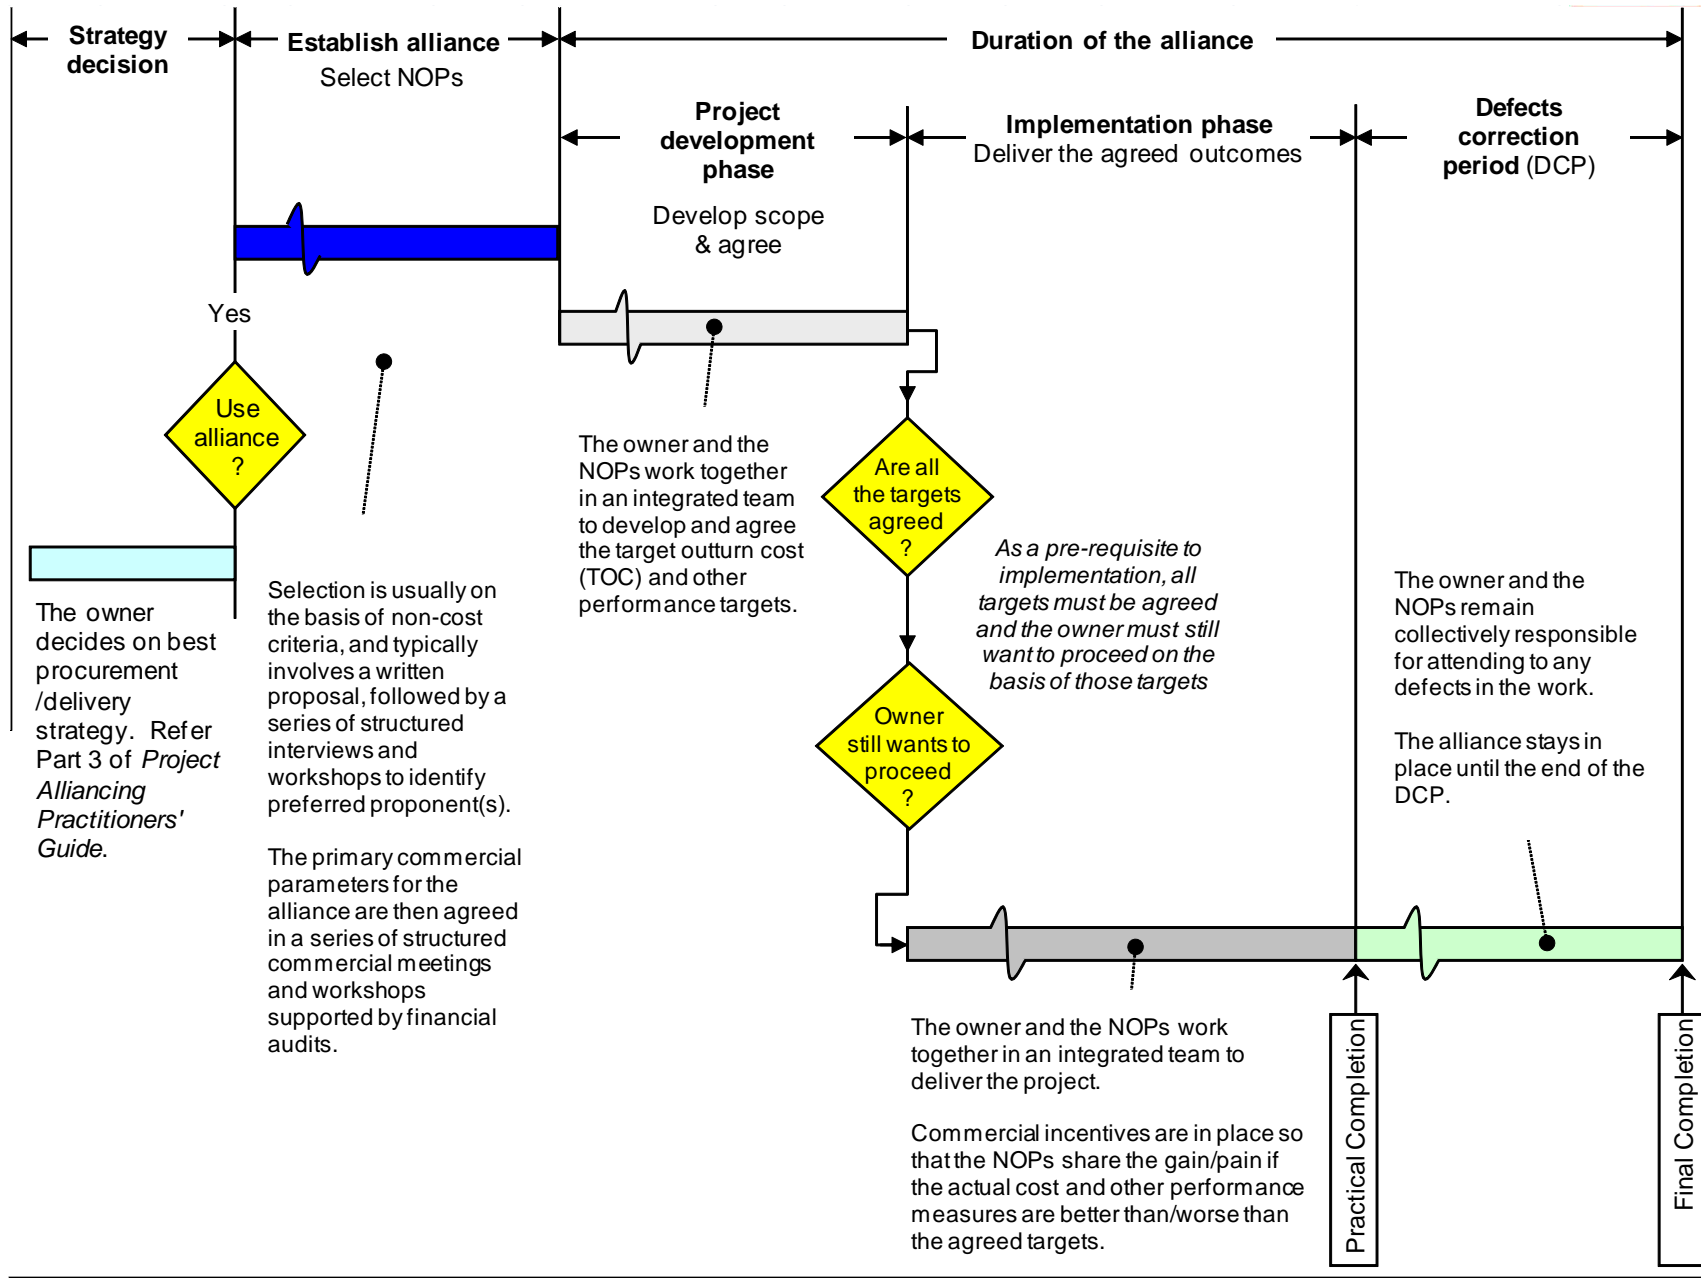 Strategy
decision
Establish alliance
Select NOPs
Duration of the alliance
Project
development
phase
Develop scope
& agree
Implementation phase
Deliver the agreed outcomes
Defects
correction
period (DCP)
Yes
Use
alliance
?
The owner
decides on best
procurement
/delivery
strategy. Refer
Part 3 of Project
Alliancing
Practitioners'
Guide.
Selection is usually on
the basis of non-cost
criteria, and typically
involves a written
proposal, followed by a
series of structured
interviews and
workshops to identify
preferred proponent(s).
The primary commercial
parameters for the
alliance are then agreed
in a series of structured
commercial meetings
and workshops
supported by financial
audits.
The owner and the
NOPs work together
in an integrated team
to develop and agree
the target outturn cost
(TOC) and other
performance targets.
Are all
the targets
agreed
?
As a pre-requisite to
implementation, all
targets must be agreed
and the owner must still
want to proceed on the
basis of those targets
Owner
still wants to
proceed
?
The owner and the
NOPs remain
collectively responsible
for attending to any
defects in the work.
The alliance stays in
place until the end of the
DCP.
The owner and the NOPs work
together in an integrated team to
deliver the project.
Commercial incentives are in place so
that the NOPs share the gain/pain if
the actual cost and other performance
measures are better than/worse than
the agreed targets.
Practical Completion
Final Completion